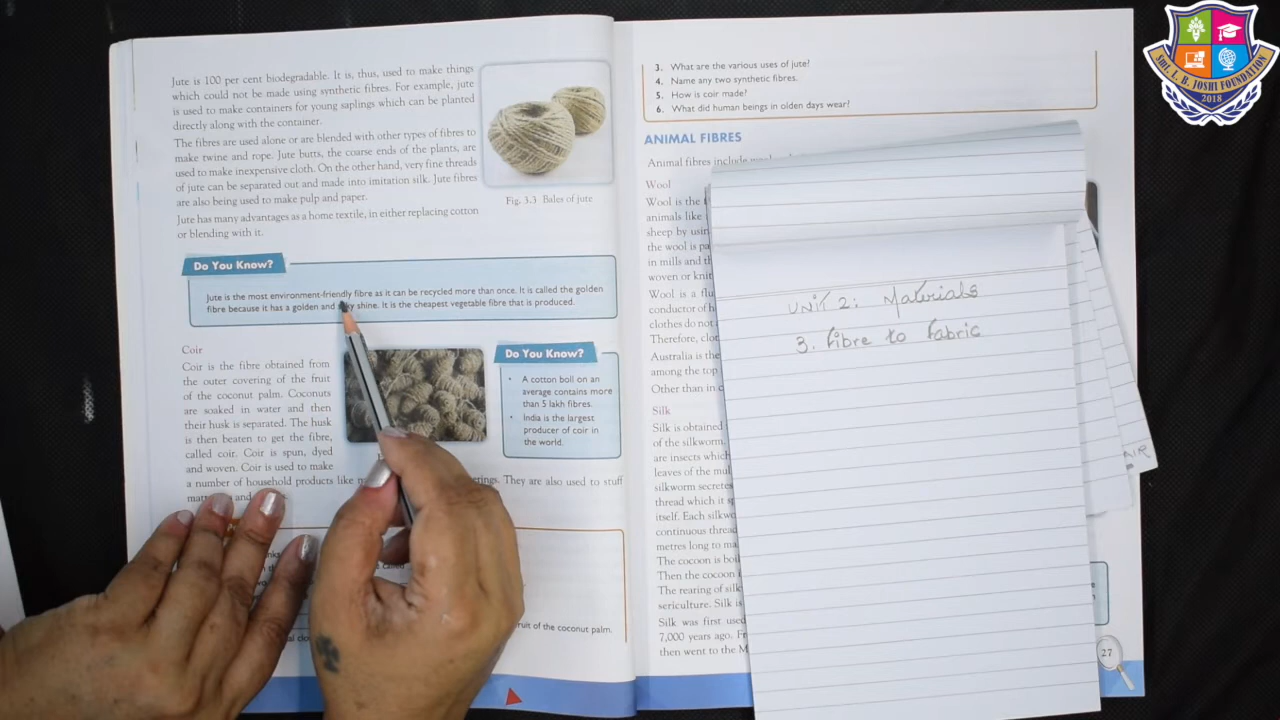 Jute is 100 per cent biodegradable. It is, thus, used to make things
which could not be made using synthetic fibres. For example, jute
is used to make containers for young saplings which can be planted
directly along with the container.
The fibres are used alone or are blended with other types of fibres to
make twine and rope. Jute butts, the coarse ends of the plants, are
used to make inexpensive cloth. On the other hand, very fine threads
of jute can be separated out and made into imitation silk. Jute fibres
are also being used to make pulp and paper.
Jute has many advantages as a home textile, in either replacing cotton
or blending with it.
Fig. 3.3 Bales of jute
Do You Know?
Jute is the most environment-friendly fibre as it can be recycled more than once. It is called the golden
fibre because it has a golden and shine. It is the cheapest vegetable fibre that is produced.
Coir
Coir is the fibre obtained from
the outer covering of the fruit
of the coconut palm. Coconuts
are soaked in water and then
their husk is separated. The husk
is then beaten to get the fibre,
called coir. Coir is spun, dyed
and woven. Coir is used to make
a number of household products like They are also used to stuff
and
Do You Know?
• A cotton boll on an
average contains more
than 5 lakh fibres.
• India is the largest
producer of coir in
the world.
fruit of the coconut palm.
3. What are the various uses of jute?
4. Name any two synthetic fibres.
5. How is coir made?
6. What did human beings in olden days wear?
ANIMAL FIBRES
Animal fibres include
Wool
Wool is the
animals like
sheep by
the wool is
in mills and
woven or
Wool is a
conductor of
clothes do not
Therefore,
Australia is the
among the top
Other than in
Silk
Silk is obtained
of the silkworm.
are insects which
leaves of the
silkworm secretes
thread which it
itself. Each
continuous
metres long to
The cocoon is
Then the cocoon
The rearing of silk
sericulture. Silk is
Silk was first used
7,000 years ago.
then went to the
27
UNIT 2: Materials
3. Fibre to Fabric
AIR
SMT. I. B. JOSHI FOUNDATION
2018